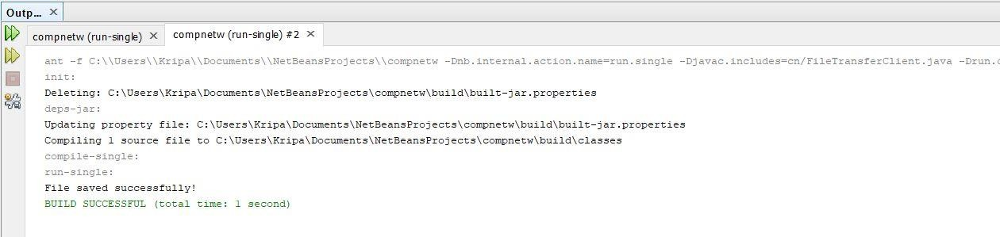 Outp...
compnetw (run-single)
compnetw (run-single) #2
ant -f C:\\Users\\Kripa\\Documents\\NetBeansProjects\\compnetw -Dnb.internal.action.name=run.single -Djavac.includes=cn/FileTransferClient.java -Drun.
init:
Deleting: C:\Users\Kripa\Documents\NetBeansProjects\compnetw\build\built-jar.properties
deps-jar:
Updating property file: C:\Users\Kripa\Documents\NetBeansProjects\compnetw\build\built-jar.properties
Compiling 1 source file to C:\Users\Kripa\Documents\NetBeansProjects\compnetw\build\classes
compile-single:
run-single:
File saved successfully!
BUILD SUCCESSFUL (total time: 1 second)